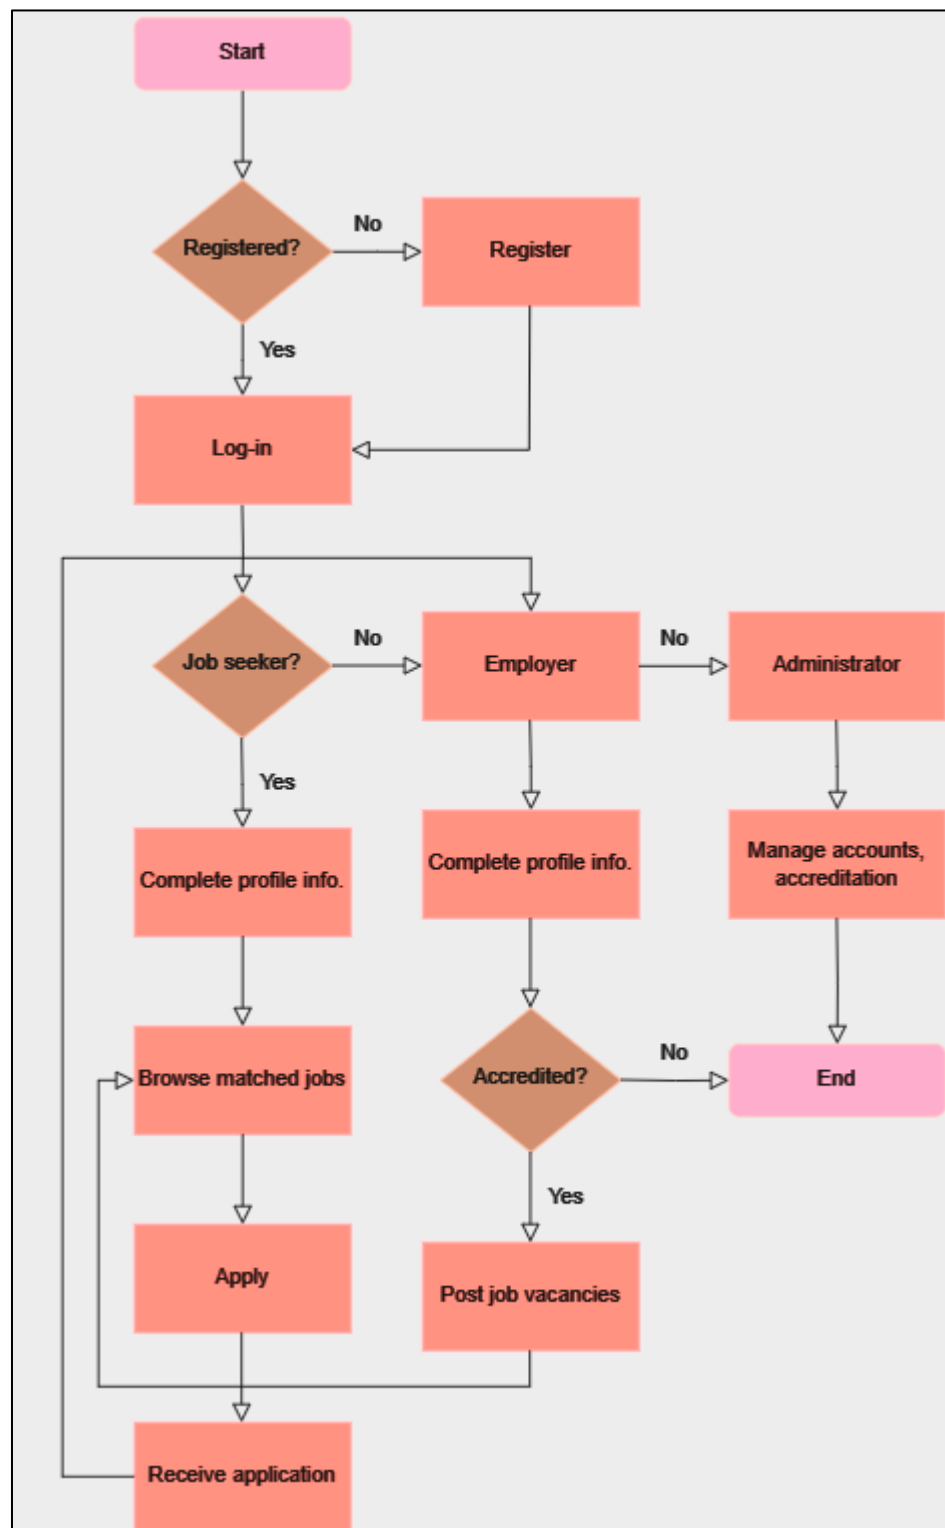 Start
Registered?
No
Register
Yes
Log-in
Job seeker?
No
Employer
No
Administrator
Yes
Complete profile info.
Complete profile info.
Manage accounts,
accreditation
Browse matched jobs
Accredited?
No
End
Yes
Apply
Post job vacancies
Receive application